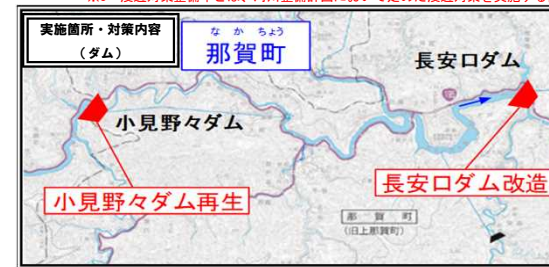 実施箇所・対策内容
（ダム）
なかちょう
那賀町
長安口ダム
小見野々ダム
小見野々ダム再生
長安口ダム改造
那賀町
(旧上那賀町)